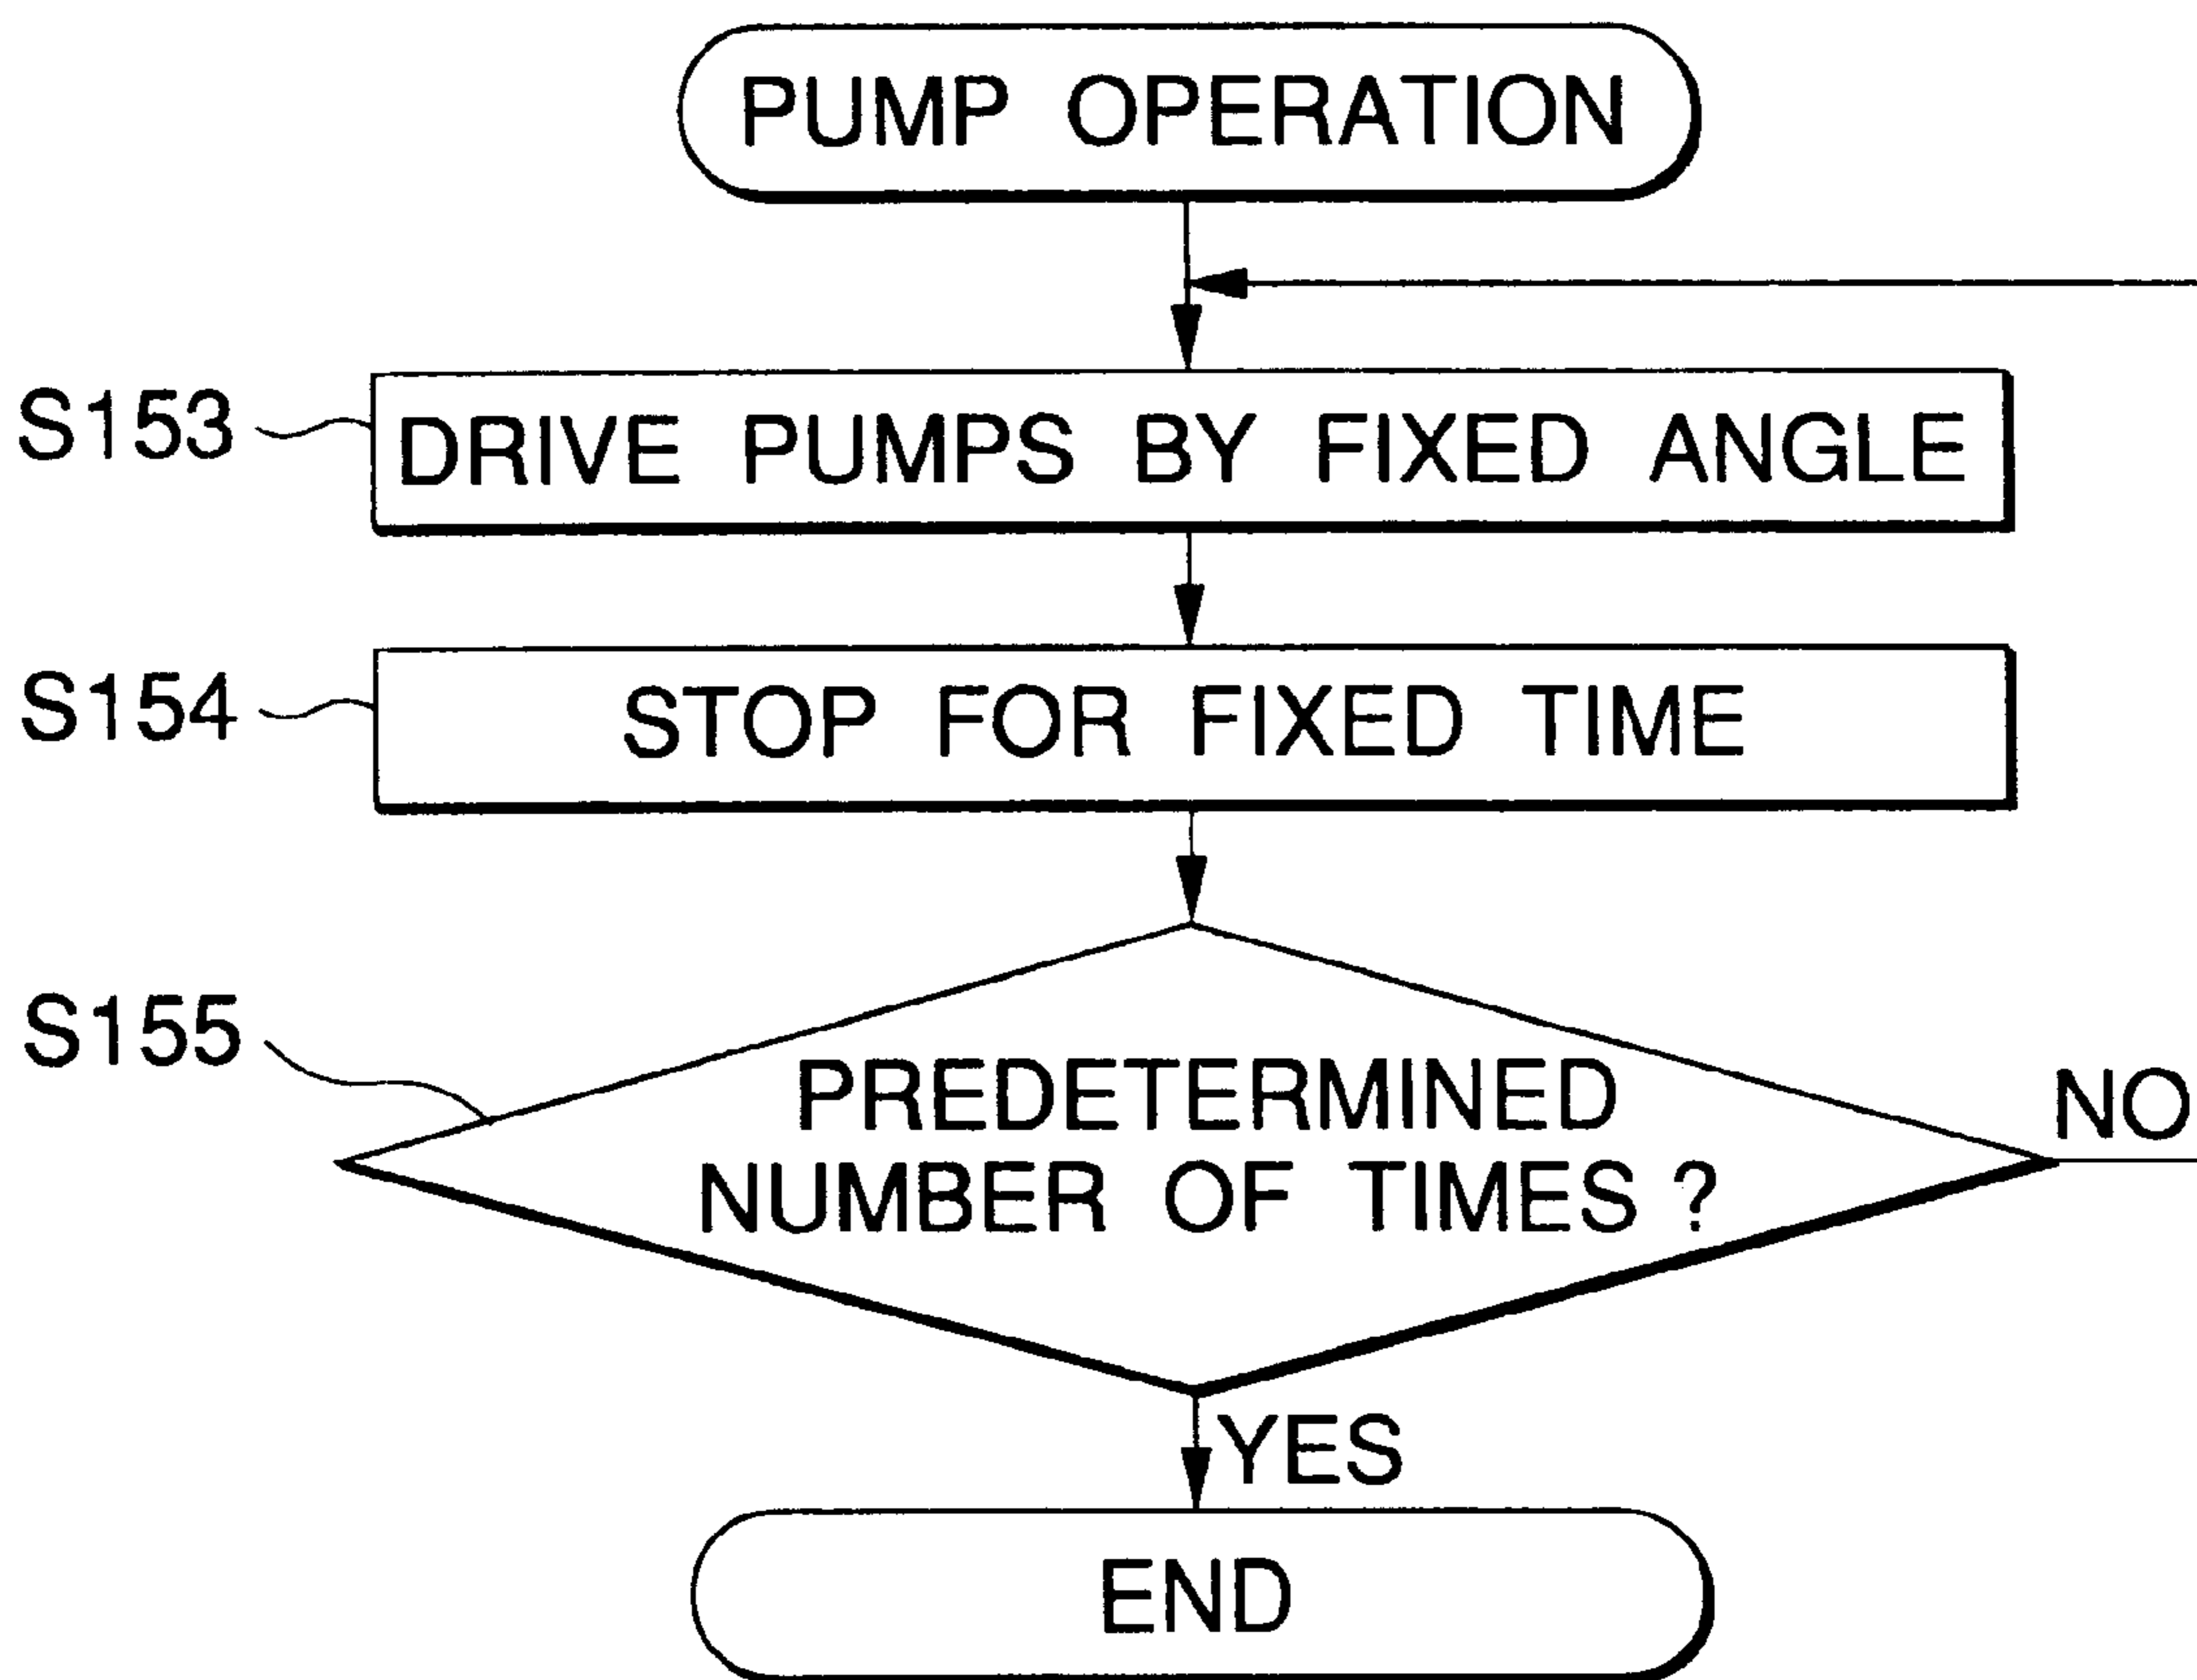 PUMP OPERATION
S153
DRIVE PUMPS BY FIXED ANGLE
S154
STOP FOR FIXED TIME
S155
PREDETERMINED
NUMBER OF TIMES ?
NO
YES
END